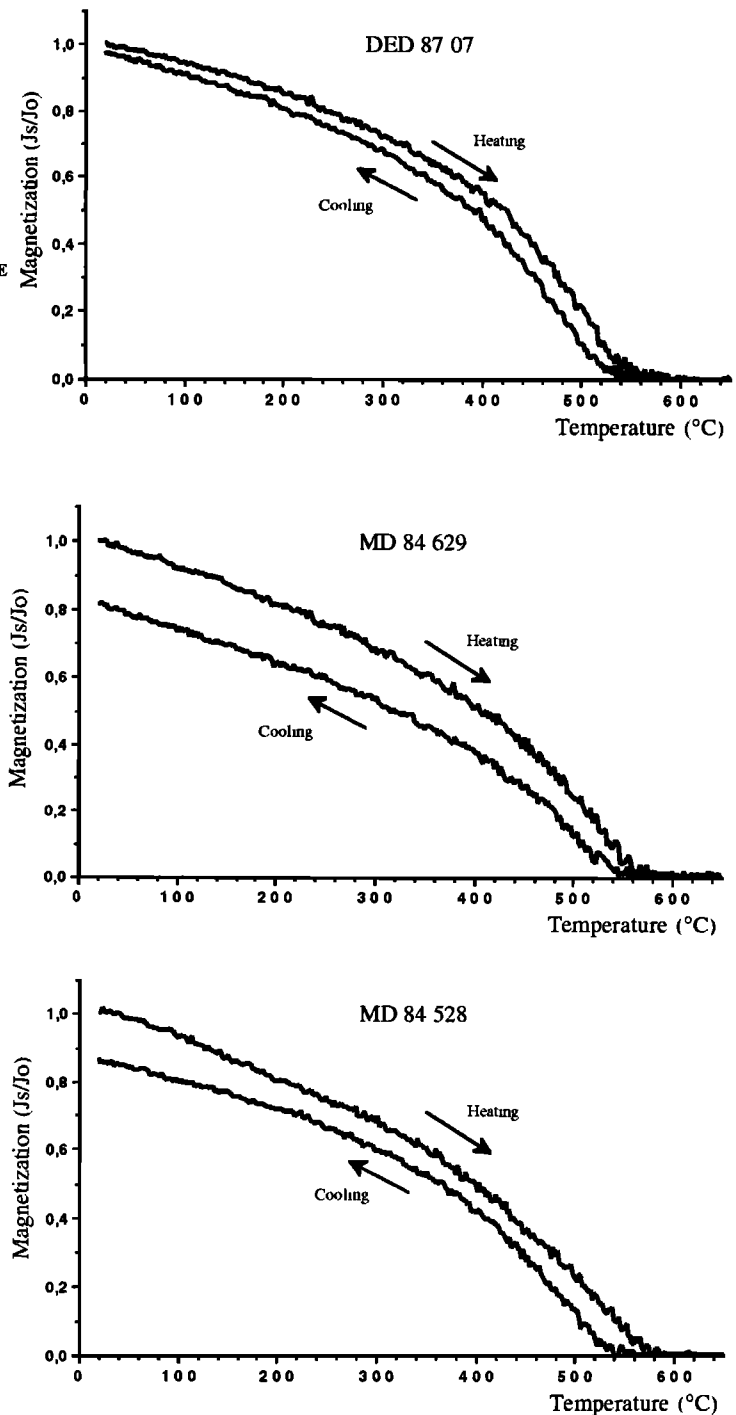 DED 87 07
Magnetization (Js/Jo)
1,0
0,8
0,6
0,4
0,2
0,0
Heating
Cooling
E
0 100 200 300 400 500 600
Temperature (°C)
MD 84 629
Magnetization (Js/Jo)
1,0
0,8
0,6
0,4
0,2
0,0
Heating
Cooling
0 100 200 300 400 500 600
Temperature (°C)
MD 84 528
Magnetization (Js/Jo)
1,0
0,8
0,6
0,4
0,2
0,0
Heating
Cooling
0 100 200 300 400 500 600
Temperature (°C)